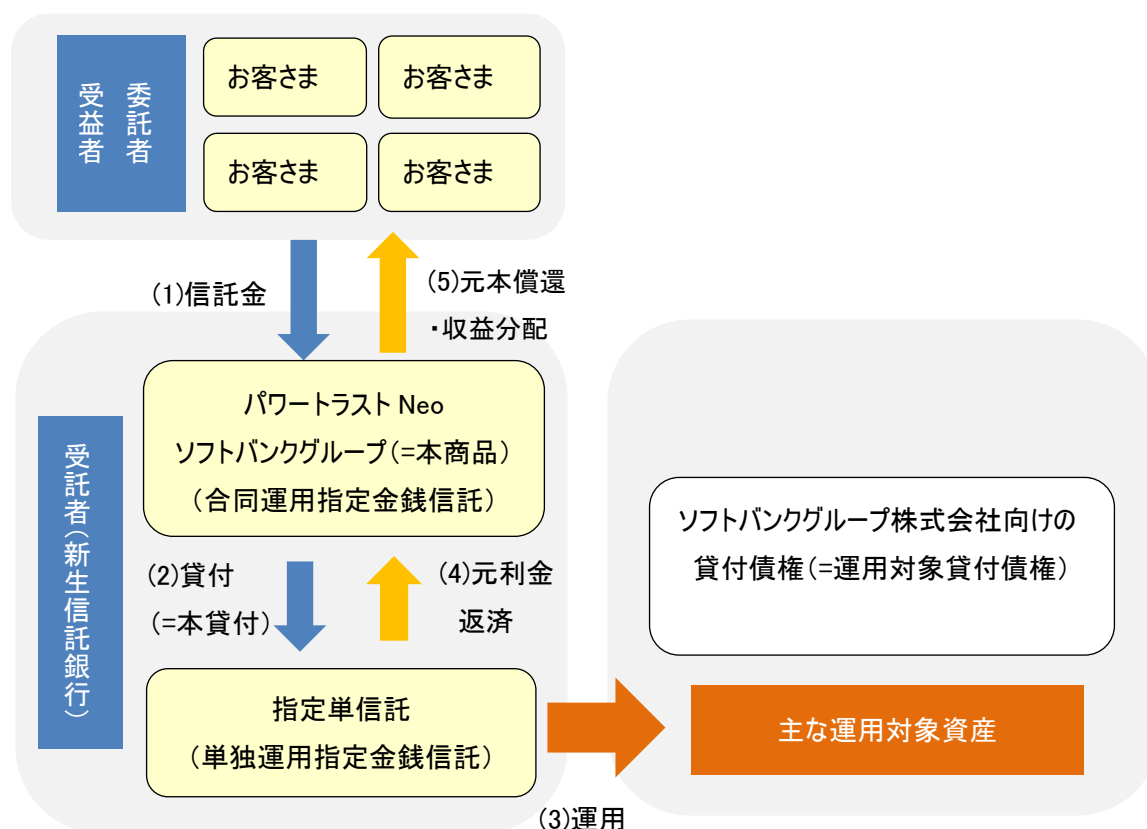 委託者
受益者
お客さま
お客さま
お客さま
お客さま
(1)信託金
(5)元本償還
・収益分配
受託者(新生信託銀行)
パワートラスト Neo
ソフトバンクグループ(=本商品)
(合同運用指定金銭信託)
(2)貸付
(=本貸付)
(4)元利金
返済
指定単信託
(単独運用指定金銭信託)
(3)運用
ソフトバンクグループ株式会社向けの
貸付債権(=運用対象貸付債権)
主な運用対象資産